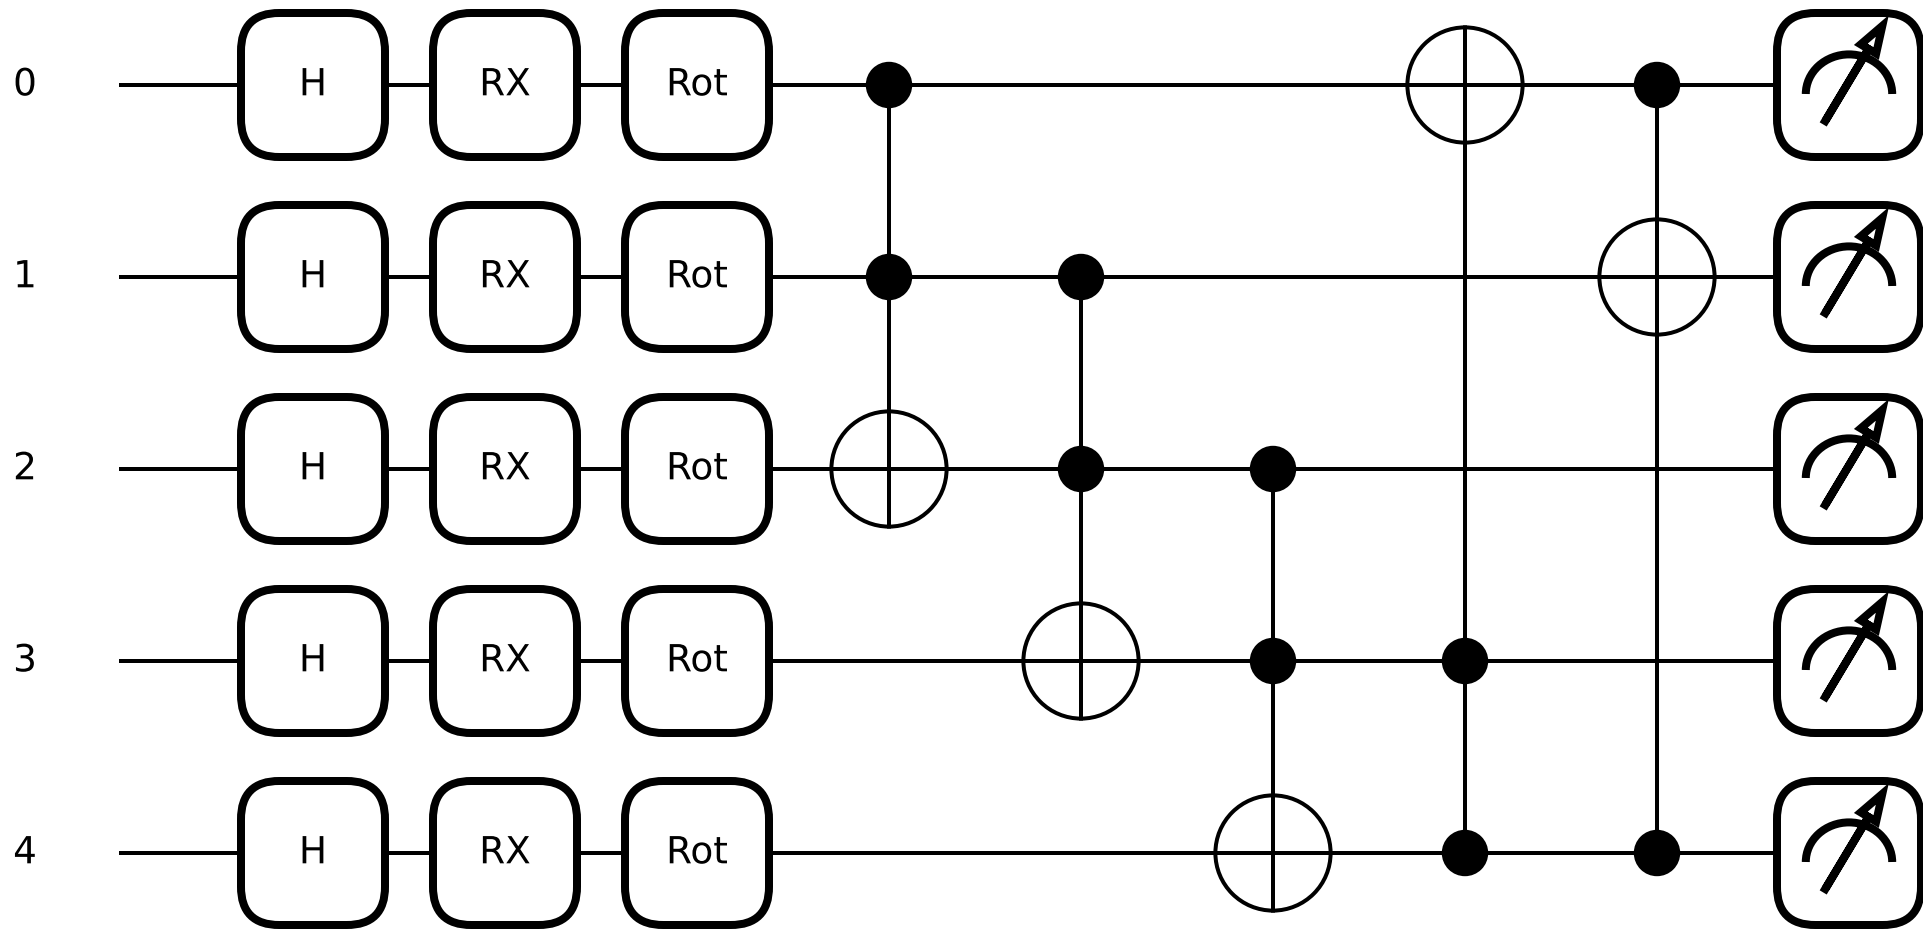 0 H RX Rot
1 H RX Rot
2 H RX Rot
3 H RX Rot
4 H RX Rot